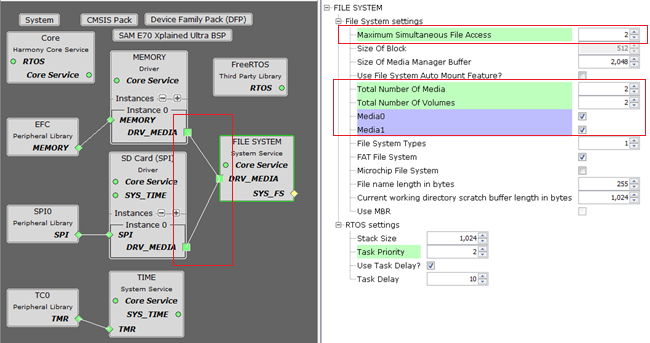 System
CMSIS Pack
Device Family Pack (DFP)
SAM E70 Xplained Ultra BSP
Core
Harmony Core Service
RTOS
Core Service
MEMORY
Driver
Core Service
Instances
Instance 0
MEMORY
DRV_MEDIA
FreeRTOS
Third Party Library
RTOS
EFC
Peripheral Library
MEMORY
FILE SYSTEM
System Service
Core Service
DRV_MEDIA
SYS_FS
SD Card (SPI)
Driver
Core Service
SYS_TIME
Instances
Instance 0
SPI
DRV_MEDIA
SPI0
Peripheral Library
SPI
TIME
System Service
Core Service
SYS_TIME
TMR
TC0
Peripheral Library
TMR
FILE SYSTEM
File System settings
Maximum Simultaneous File Access 2
Size Of Block 512
Size Of Media Manager Buffer 2,048
Use File System Auto Mount Feature?
Total Number Of Media 2
Total Number Of Volumes 2
Media0
Media1
File System Types 1
FAT File System
Microchip File System
File name length in bytes 255
Current working directory scratch buffer length in bytes 1,024
Use MBR
RTOS settings
Stack Size 1,024
Task Priority 2
Use Task Delay?
Task Delay 10